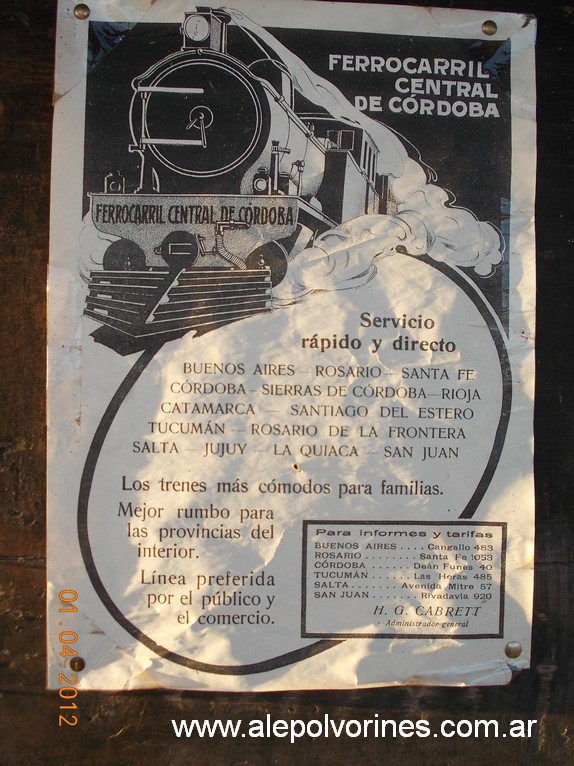 FERROCARRIL
CENTRAL
DE CÓRDOBA
FERROCARRIL CENTRAL DE CÓRDOBA
Servicio
rápido y directo
BUENOS AIRES — ROSARIO — SANTA FE
CÓRDOBA — SIERRAS DE CÓRDOBA — RIOJA
CATAMARCA — SANTIAGO DEL ESTERO
TUCUMÁN — ROSARIO DE LA FRONTERA
SALTA — JUJUY — LA QUIACA — SAN JUAN
Los trenes más cómodos para familias.
Mejor rumbo para
las provincias del
interior.
Línea preferida
por el público y
el comercio.
Para informes y tarifas
BUENOS AIRES .... Cangallo 483
ROSARIO ......... Santa Fe 1053
CÓRDOBA ...... Deán Funes 40
TUCUMÁN ...... Las Heras 485
SALTA ..... Avenida Mitre 57
SAN JUAN ....... Rivadavia 920
H. G. CABRETT
Administrador general
01.04.2012
www.alepolvorines.com.ar